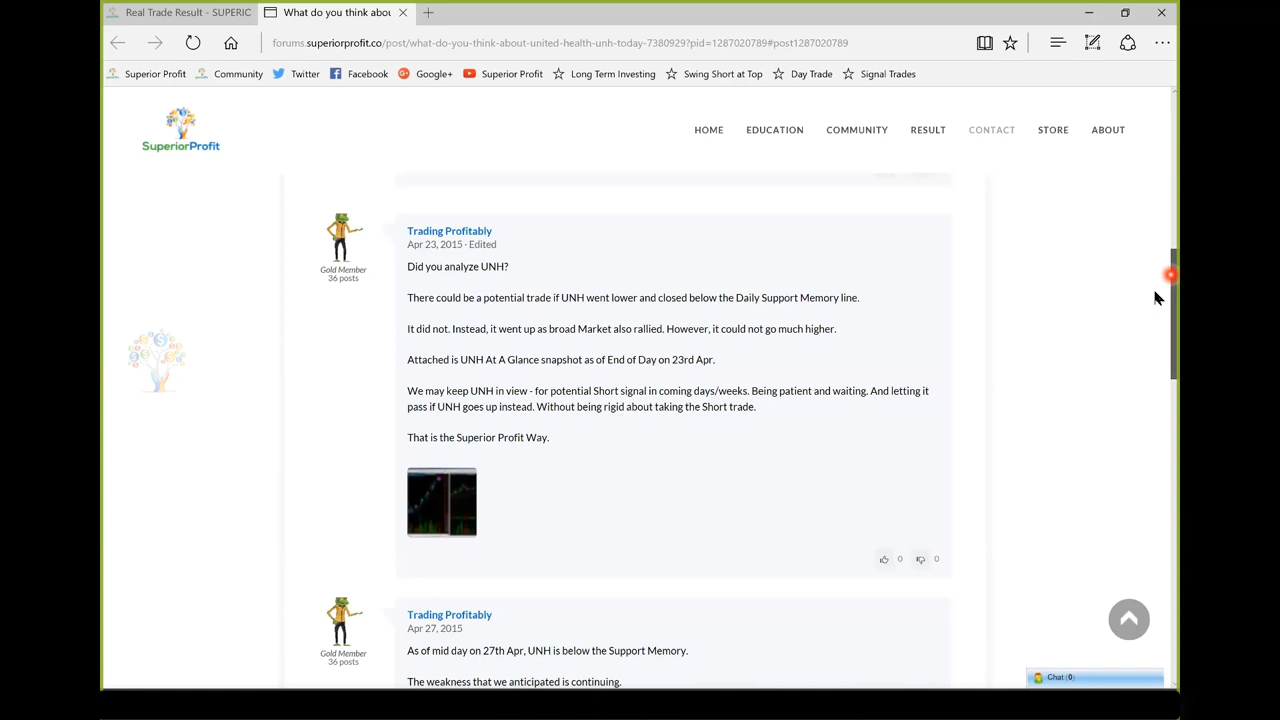 Real Trade Result - SUPERIC
What do you think abou
forums.superiorprofit.co/post/what-do-you-think-about-united-health-unh-today-7380929?pid=1287020789#post1287020789
Superior Profit
Community
Twitter
Facebook
Google+
Superior Profit
Long Term Investing
Swing Short at Top
Day Trade
Signal Trades
SuperiorProfit
HOME
EDUCATION
COMMUNITY
RESULT
CONTACT
STORE
ABOUT
Trading Profitably
Apr 23, 2015 · Edited
Gold Member
36 posts
Did you analyze UNH?
There could be a potential trade if UNH went lower and closed below the Daily Support Memory line.
It did not. Instead, it went up as broad Market also rallied. However, it could not go much higher.
Attached is UNH At A Glance snapshot as of End of Day on 23rd Apr.
We may keep UNH in view - for potential Short signal in coming days/weeks. Being patient and waiting. And letting it
pass if UNH goes up instead. Without being rigid about taking the Short trade.
That is the Superior Profit Way.
0
0
Trading Profitably
Apr 27, 2015
Gold Member
36 posts
As of mid day on 27th Apr, UNH is below the Support Memory.
The weakness that we anticipated is continuing.
Chat (0)